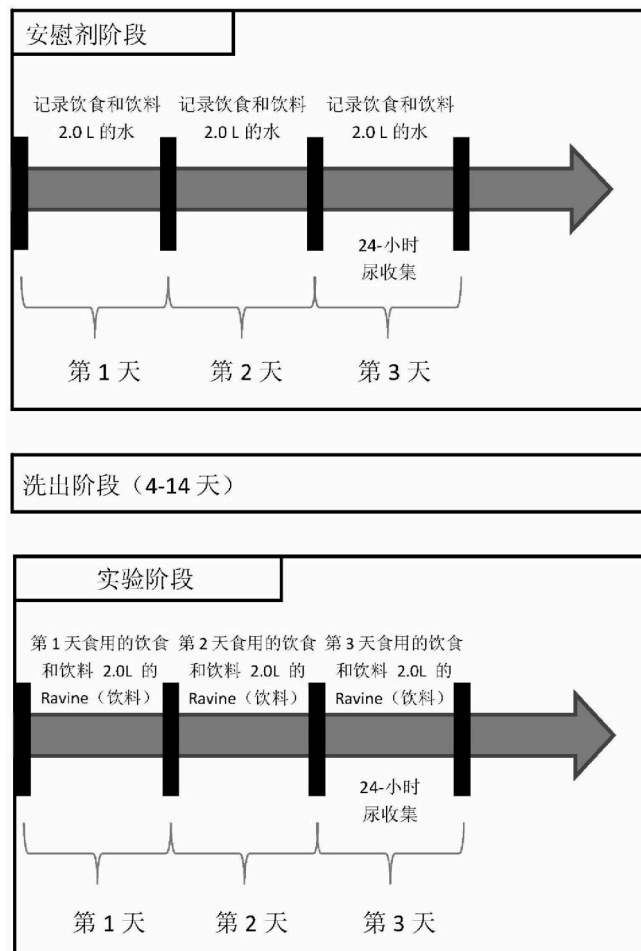 安慰剂阶段
记录饮食和饮料 记录饮食和饮料 记录饮食和饮料
2.0 L 的水 2.0 L 的水 2.0 L 的水
24-小时
尿收集
第 1 天 第 2 天 第 3 天
洗出阶段（4-14 天）
实验阶段
第 1 天食用的饮食 第 2 天食用的饮食 第 3 天食用的饮食
和饮料 2.0L 的 和饮料 2.0L 的 和饮料 2.0L 的
Ravine（饮料） Ravine（饮料） Ravine（饮料）
24-小时
尿收集
第 1 天 第 2 天 第 3 天